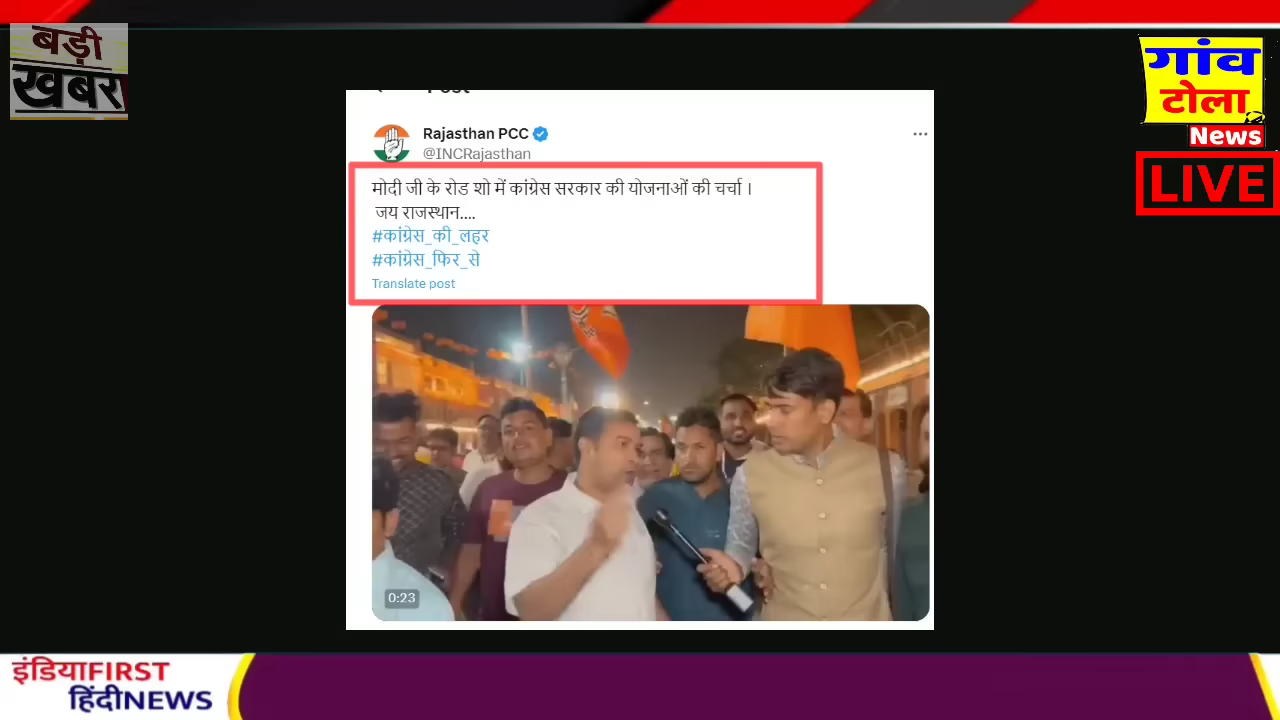 बड़ी
खबर
गांव
टोला
News
LIVE
Rajasthan PCC
@INCRajasthan
मोदी जी के रोड शो में कांग्रेस सरकार की योजनाओं की चर्चा ।
जय राजस्थान....
#कांग्रेस_की_लहर
#कांग्रेस_फिर_से
Translate post
0:23
इंडियाFIRST
हिंदीNEWS